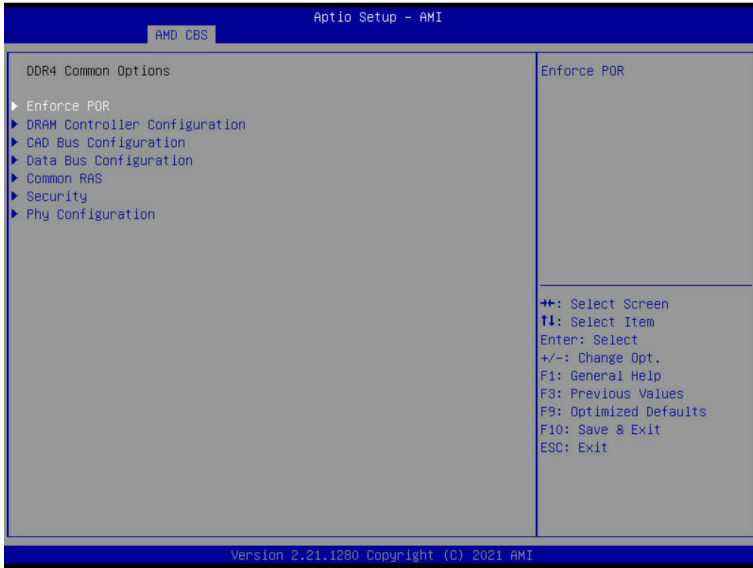 Aptio Setup – AMI
AMD CBS
DDR4 Common Options
Enforce POR
DRAM Controller Configuration
CAD Bus Configuration
Data Bus Configuration
Common RAS
Security
Phy Configuration
Enforce POR
→←: Select Screen
↑↓: Select Item
Enter: Select
+/-: Change Opt.
F1: General Help
F3: Previous Values
F9: Optimized Defaults
F10: Save & Exit
ESC: Exit
Version 2.21.1280 Copyright (C) 2021 AMI